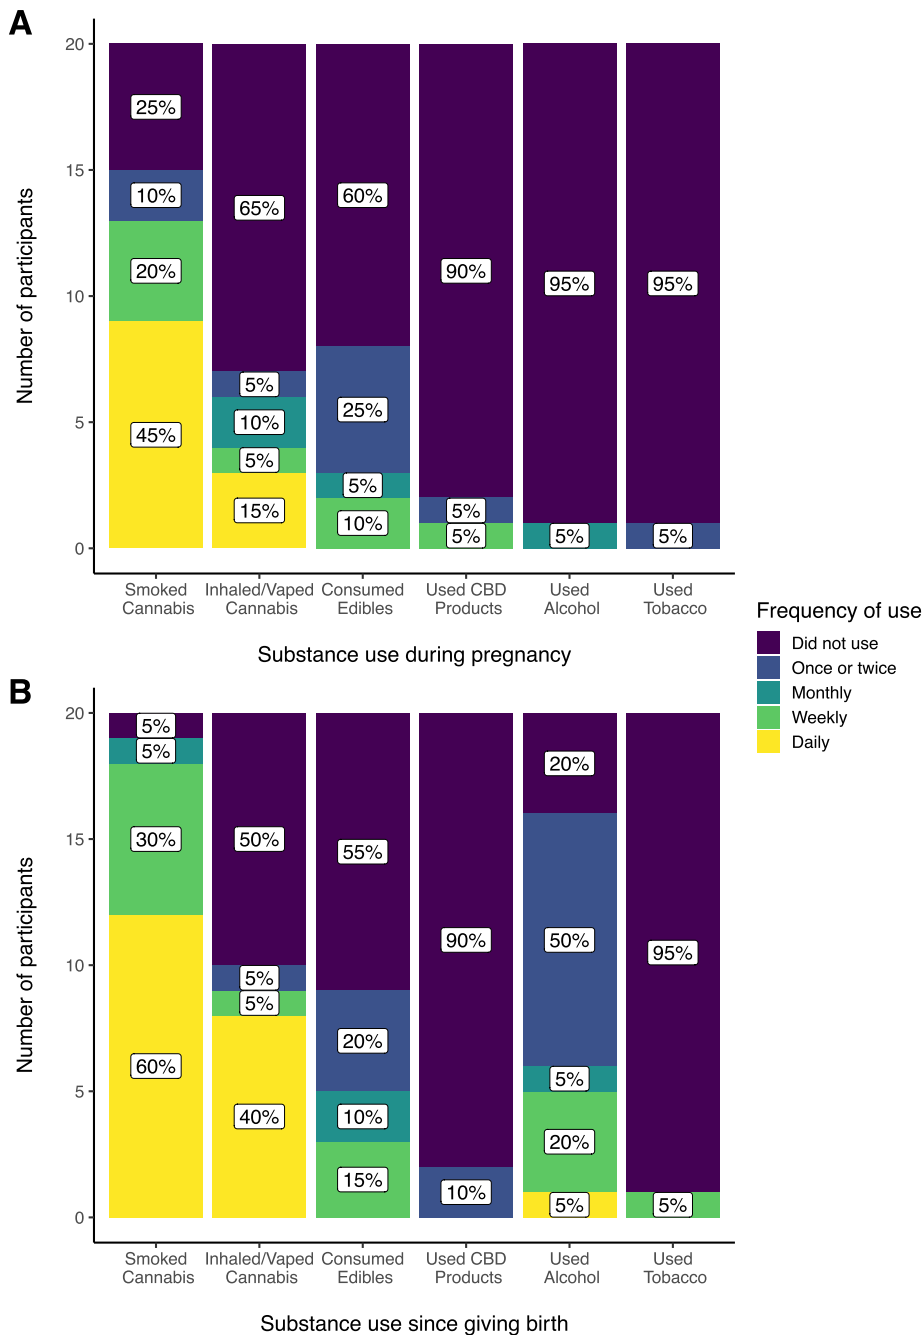 A
20
15
10
5
0
Number of participants
25%
10%
20%
45%
65%
5%
10%
5%
15%
60%
25%
5%
10%
90%
5%
5%
95%
5%
95%
5%
Smoked Cannabis
Inhaled/Vaped Cannabis
Consumed Edibles
Used CBD Products
Used Alcohol
Used Tobacco
Substance use during pregnancy
Frequency of use
Did not use
Once or twice
Monthly
Weekly
Daily
B
20
15
10
5
0
Number of participants
5%
5%
30%
60%
50%
5%
5%
40%
55%
20%
10%
15%
90%
10%
20%
50%
5%
20%
5%
95%
5%
Smoked Cannabis
Inhaled/Vaped Cannabis
Consumed Edibles
Used CBD Products
Used Alcohol
Used Tobacco
Substance use since giving birth